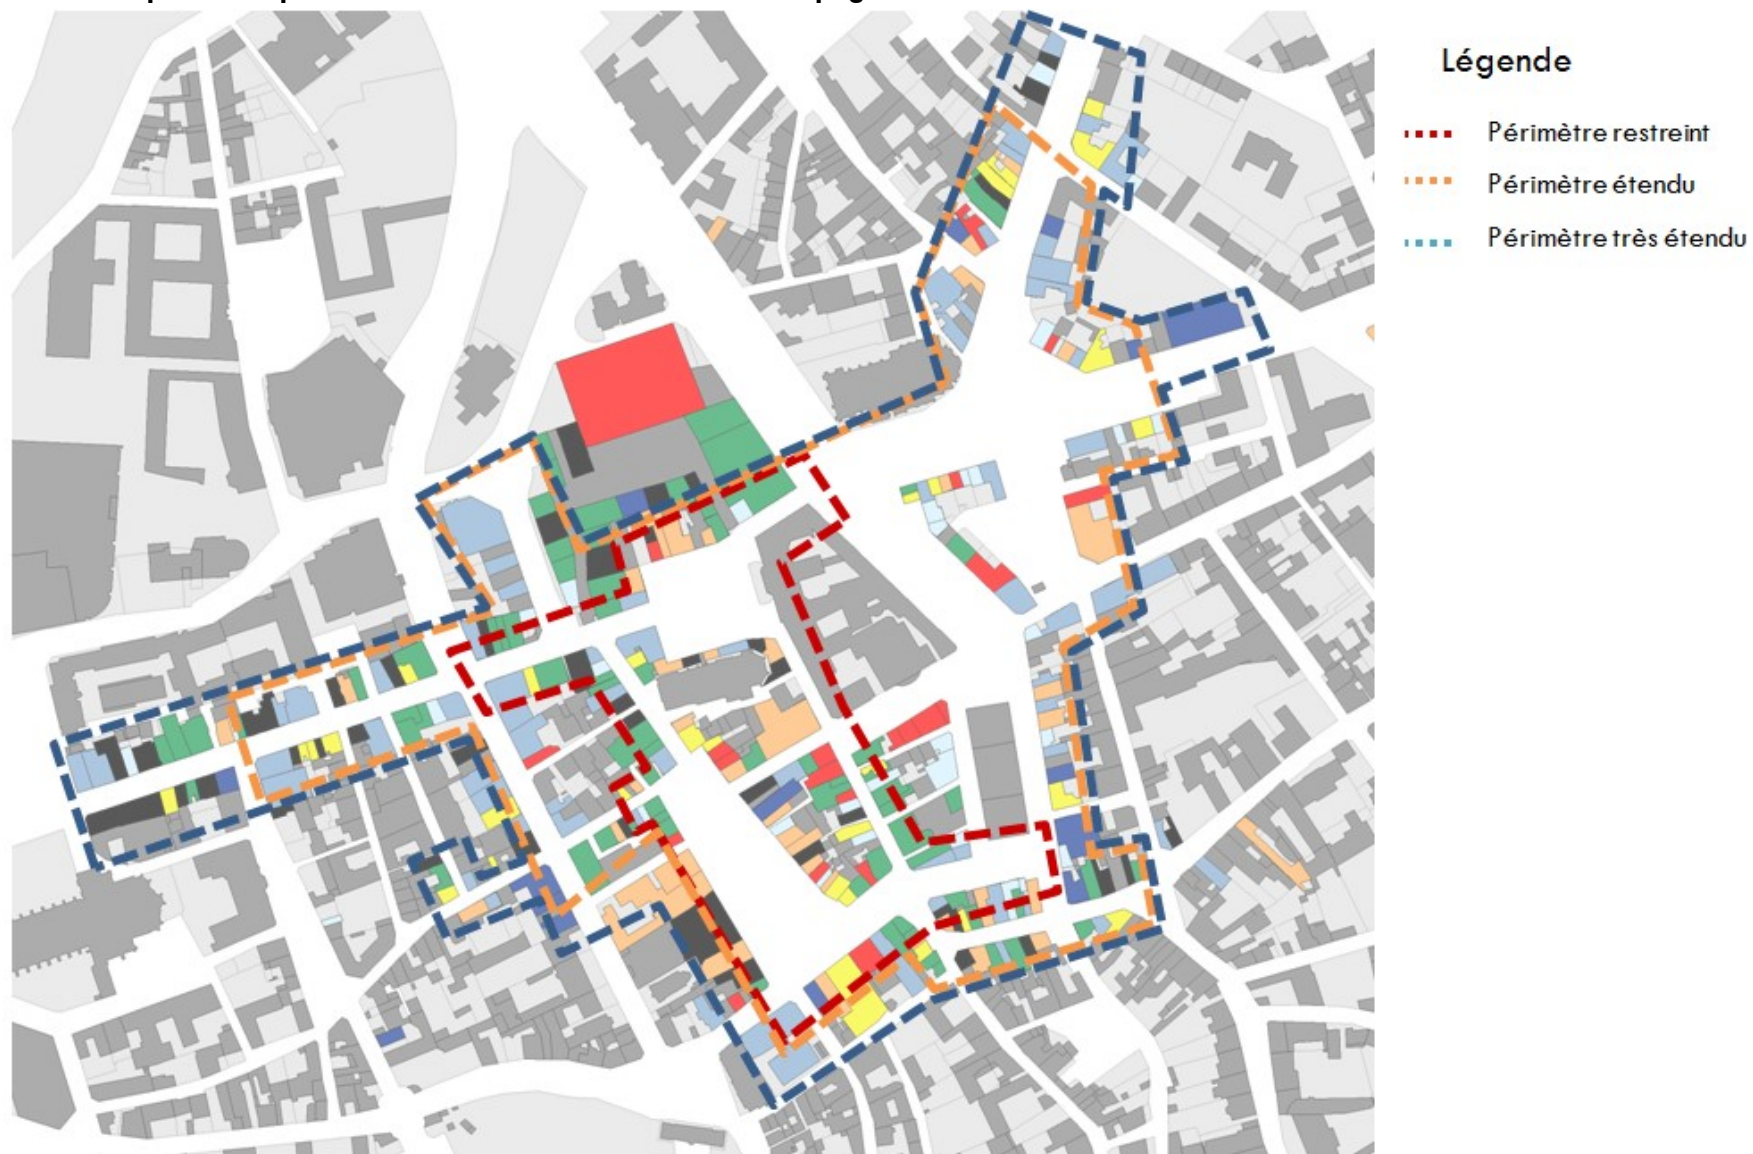 Légende
Périmètre restreint
Périmètre étendu
Périmètre très étendu